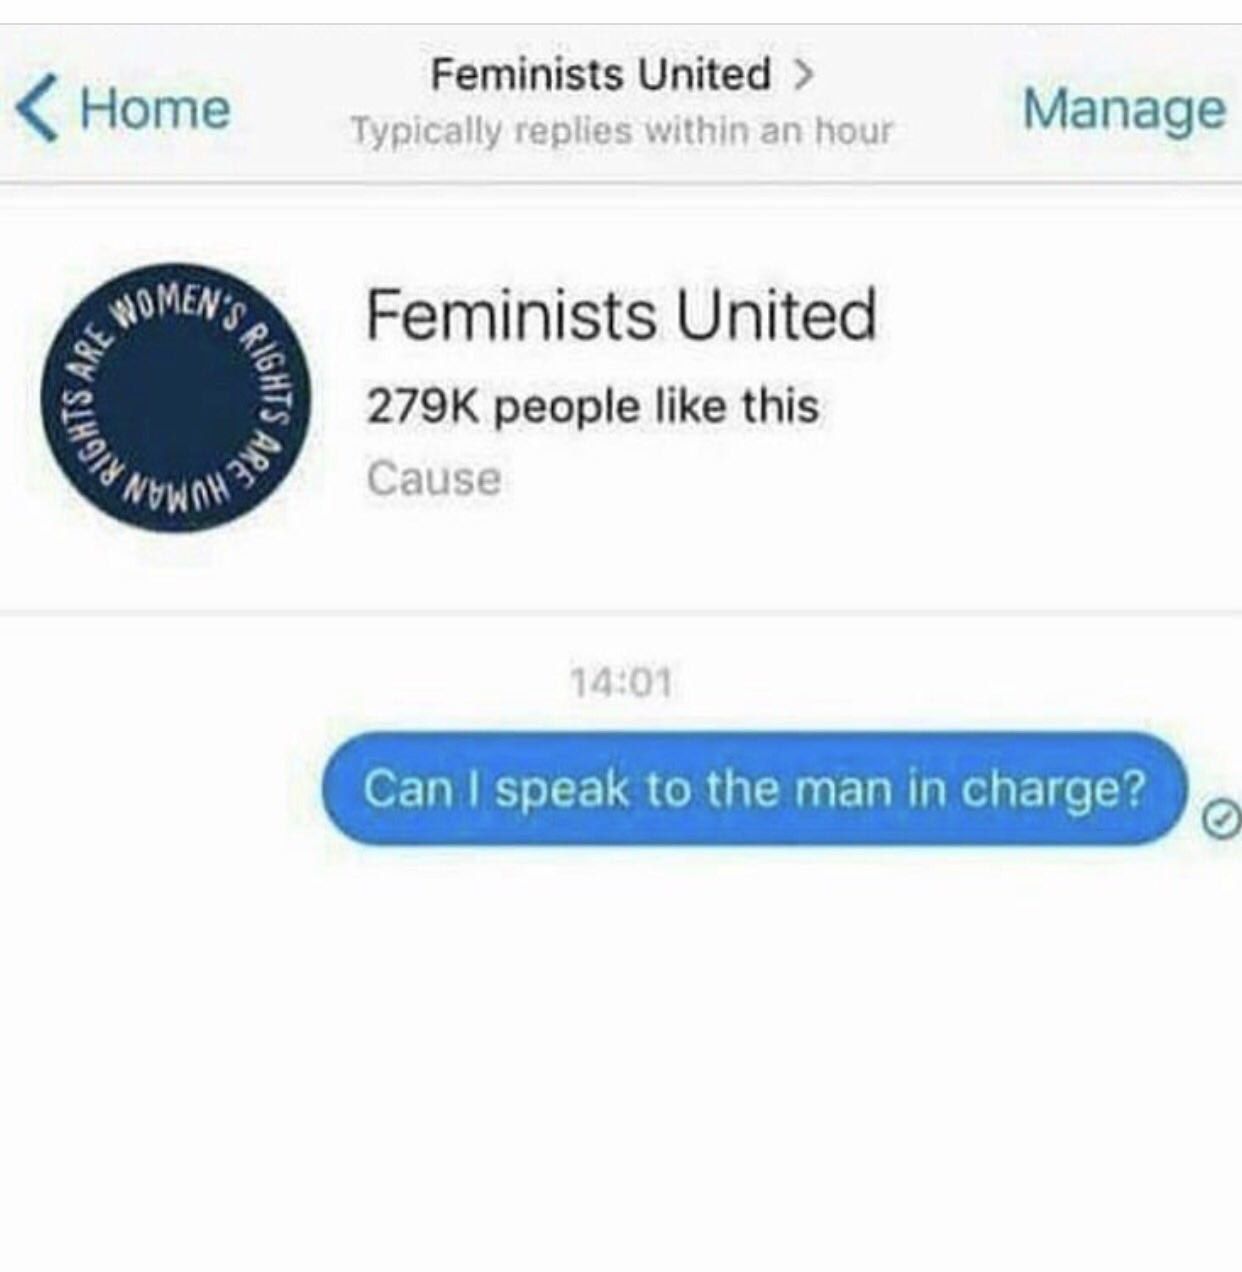 Home
Feminists United >
Typically replies within an hour
Manage
WOMEN'S RIGHTS ARE HUMAN RIGHTS ARE
Feminists United
279K people like this
Cause
14:01
Can I speak to the man in charge?